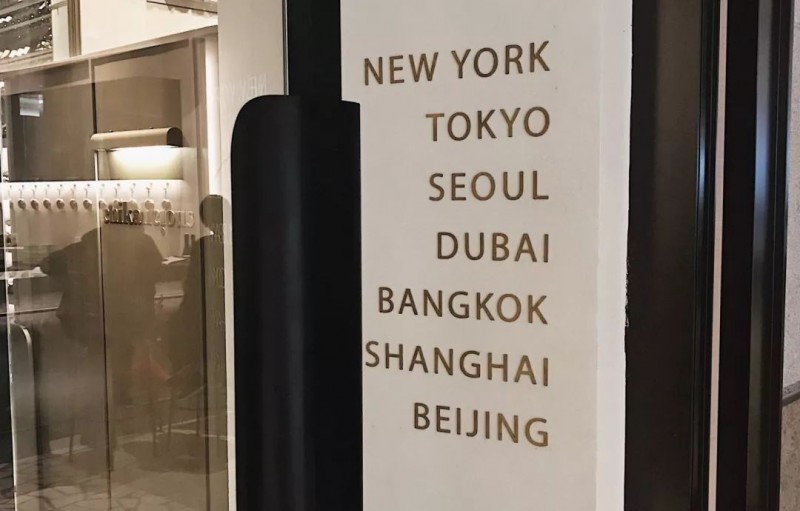 NEW YORK
TOKYO
SEOUL
DUBAI
BANGKOK
SHANGHAI
BEIJING